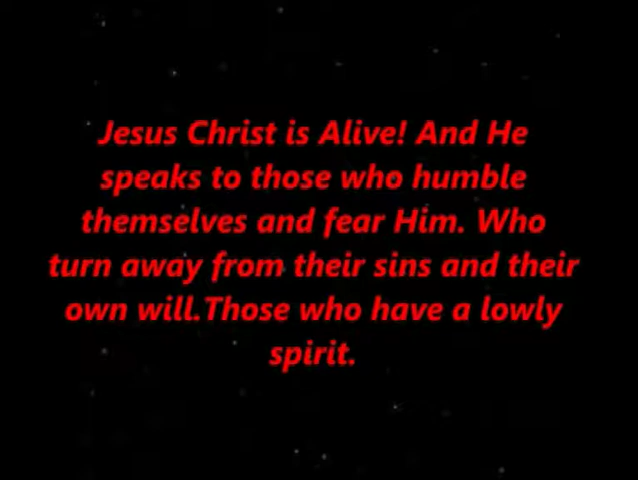 Jesus Christ is Alive! And He
speaks to those who humble
themselves and fear Him. Who
turn away from their sins and their
own will.Those who have a lowly
spirit.